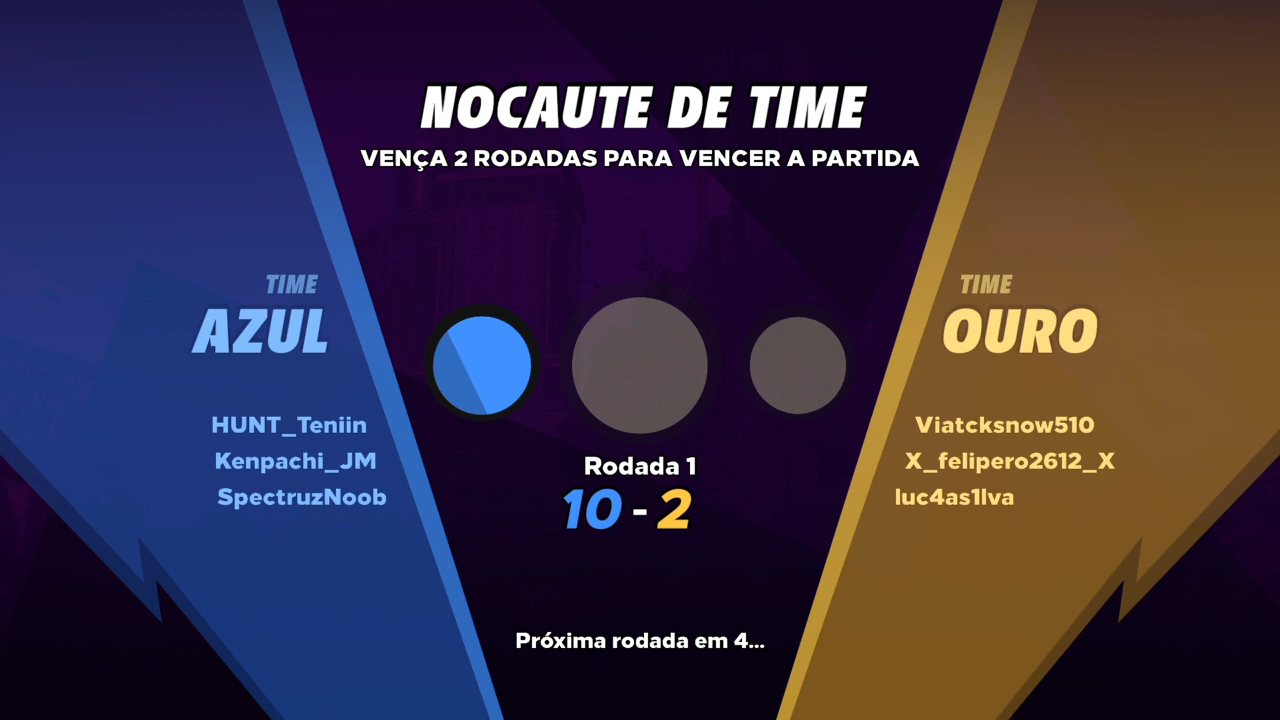 NOCAUTE DE TIME
VENÇA 2 RODADAS PARA VENCER A PARTIDA
TIME
AZUL
HUNT_Teniin
Kenpachi_JM
SpectruzNoob
Rodada 1
10 - 2
TIME
OURO
Viatcksnow510
X_felipero2612_X
luc4as1lva
Próxima rodada em 4...